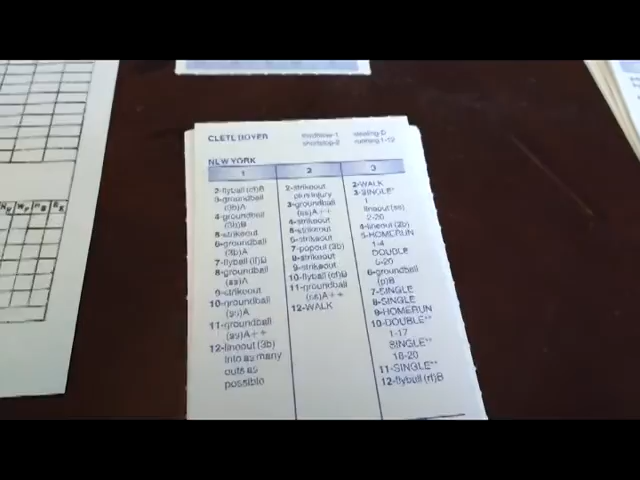 CLETE BOYER
thirdbase-1
stealing-D
shortstop-2
running 1-12
NEW YORK
1
2-flyball (cf)B
3-groundball
(3b)A
4-groundball
(3b)B
5-strikeout
6-groundball
(3b)A
7-flyball (lf)B
8-groundball
(ss)A
9-strikeout
10-groundball
11-groundball
12-lineout (3b)
into as many
outs as
possible
2
2-strikeout
plus injury
3-groundball
(ss)A++
4-strikeout
5-strikeout
6-strikeout
7-popout (3b)
8-strikeout
9-strikeout
10-flyball (cf)B
11-groundball
(ss)A++
12-WALK
3
2-WALK
3-SINGLE*
1
lineout (ss)
2-20
4-lineout (2b)
5-HOMERUN
1-4
DOUBLE
5-20
6-groundball
(p)B
7-SINGLE
8-SINGLE
9-HOMERUN
10-DOUBLE**
1-17
SINGLE**
18-20
11-SINGLE**
12-flyball (rf)B